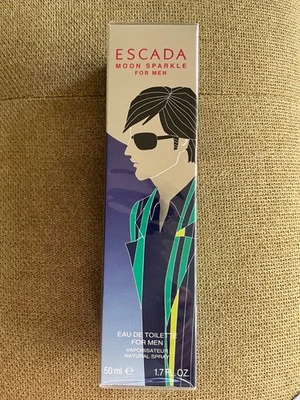 ESCADA
MOON SPARKLE
FOR MEN
EAU DE TOILETTE
FOR MEN
VAPORISATEUR
NATURAL SPRAY
50 ml ℮ 1.7 FL.OZ.